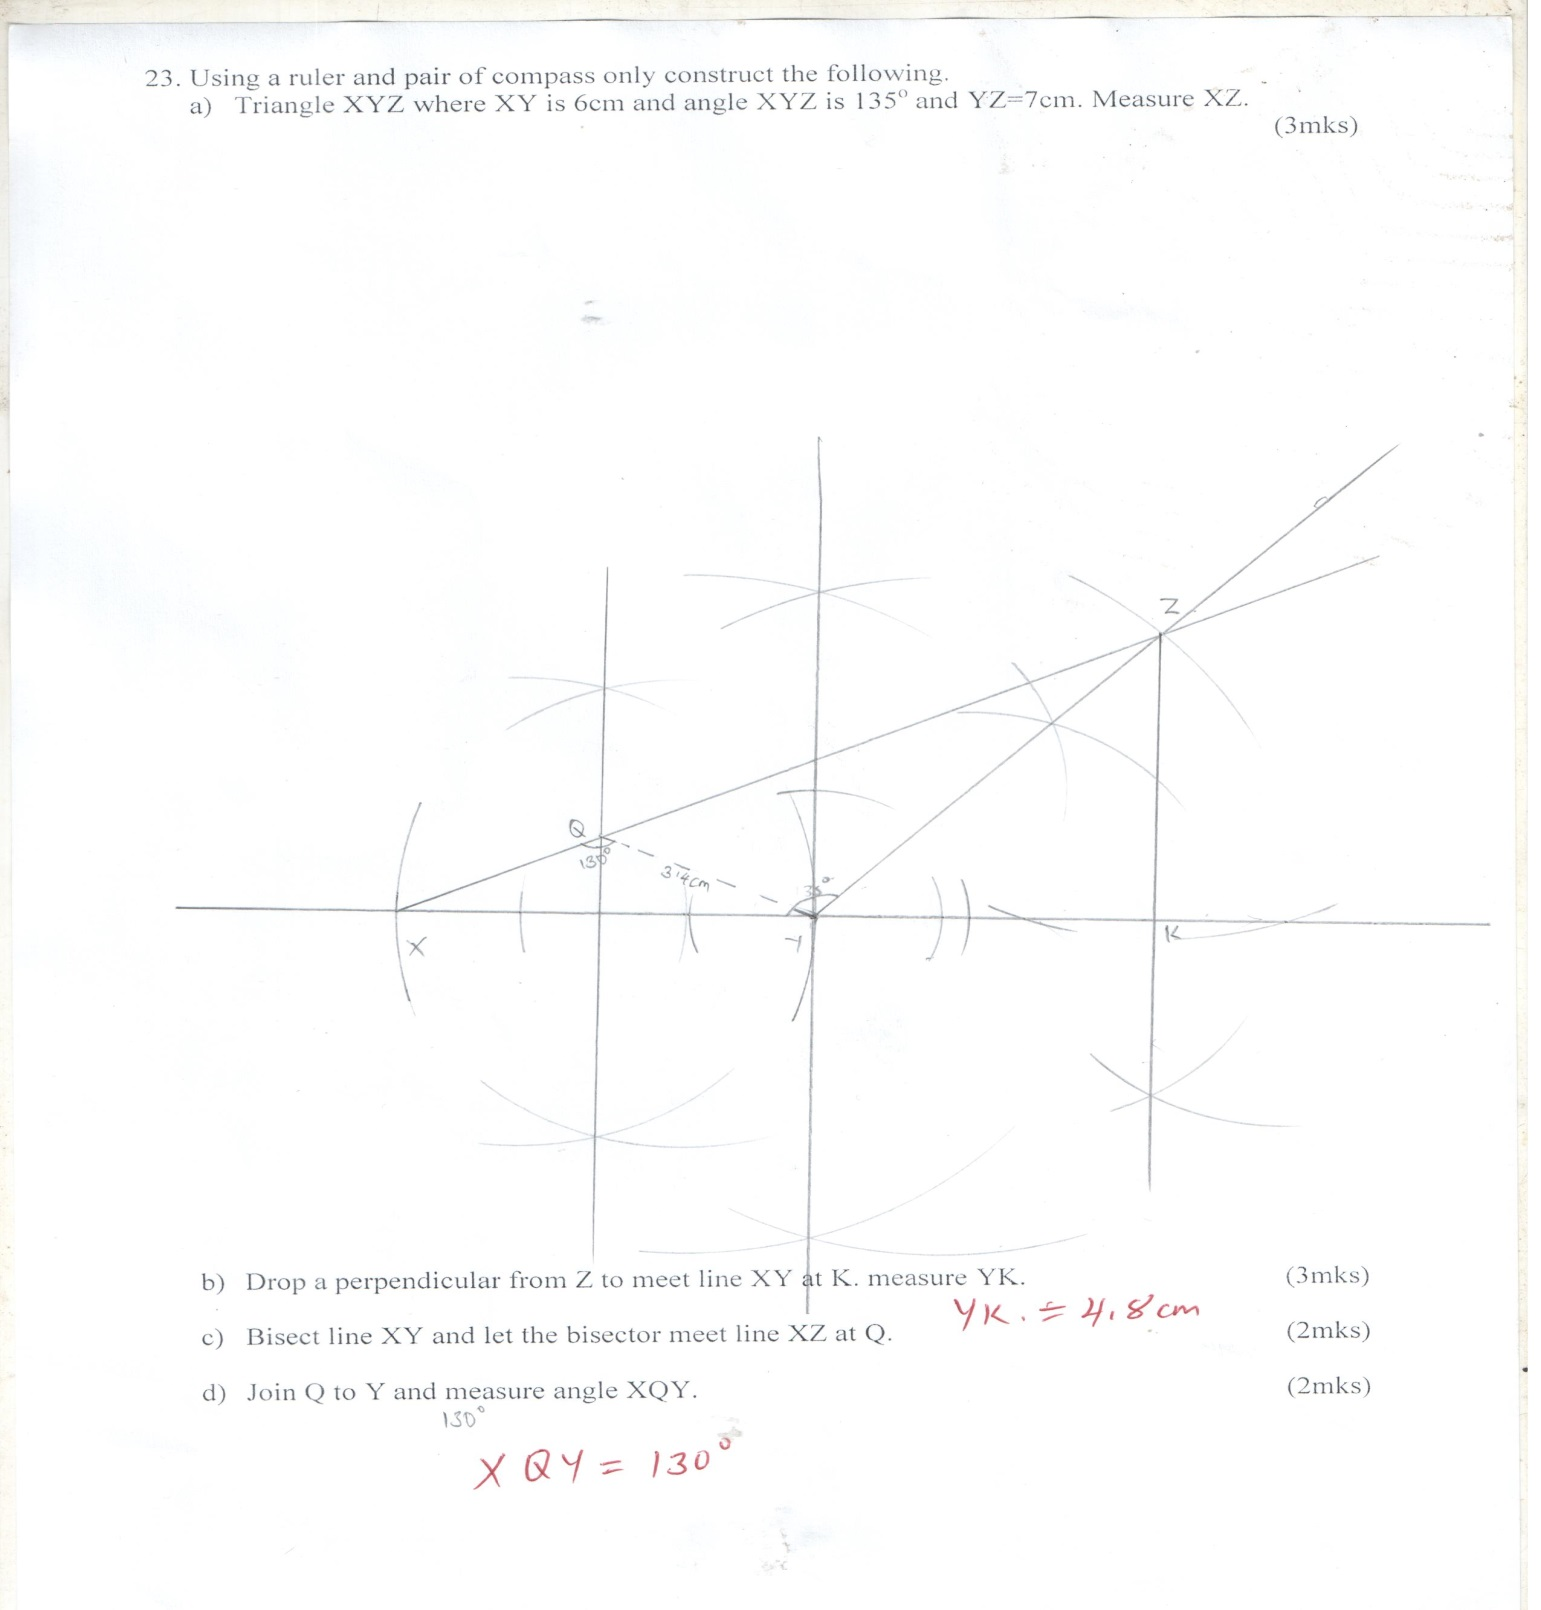 23. Using a ruler and pair of compass only construct the following.
a) Triangle XYZ where XY is 6cm and angle XYZ is 135° and YZ=7cm. Measure XZ.
(3mks)
Z
Q
130°
3.4cm
X
Y
K
b) Drop a perpendicular from Z to meet line XY at K. measure YK. (3mks)
YK. = 4.8cm
c) Bisect line XY and let the bisector meet line XZ at Q. (2mks)
d) Join Q to Y and measure angle XQY. (2mks)
130°
XQY = 130°